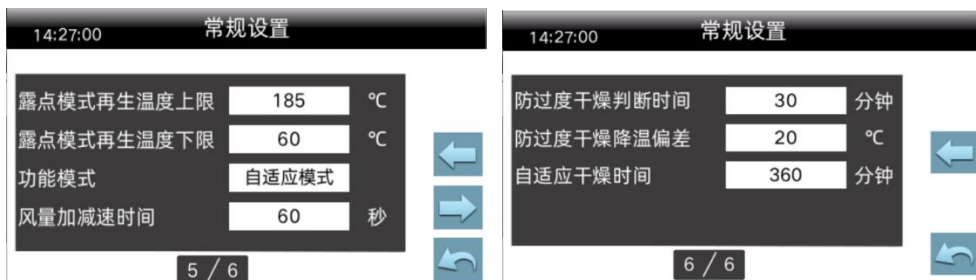 14:27:00 常规设置
露点模式再生温度上限 185 ℃
露点模式再生温度下限 60 ℃
功能模式 自适应模式
风量加减速时间 60 秒
5 / 6
14:27:00 常规设置
防过度干燥判断时间 30 分钟
防过度干燥降温偏差 20 ℃
自适应干燥时间 360 分钟
6 / 6